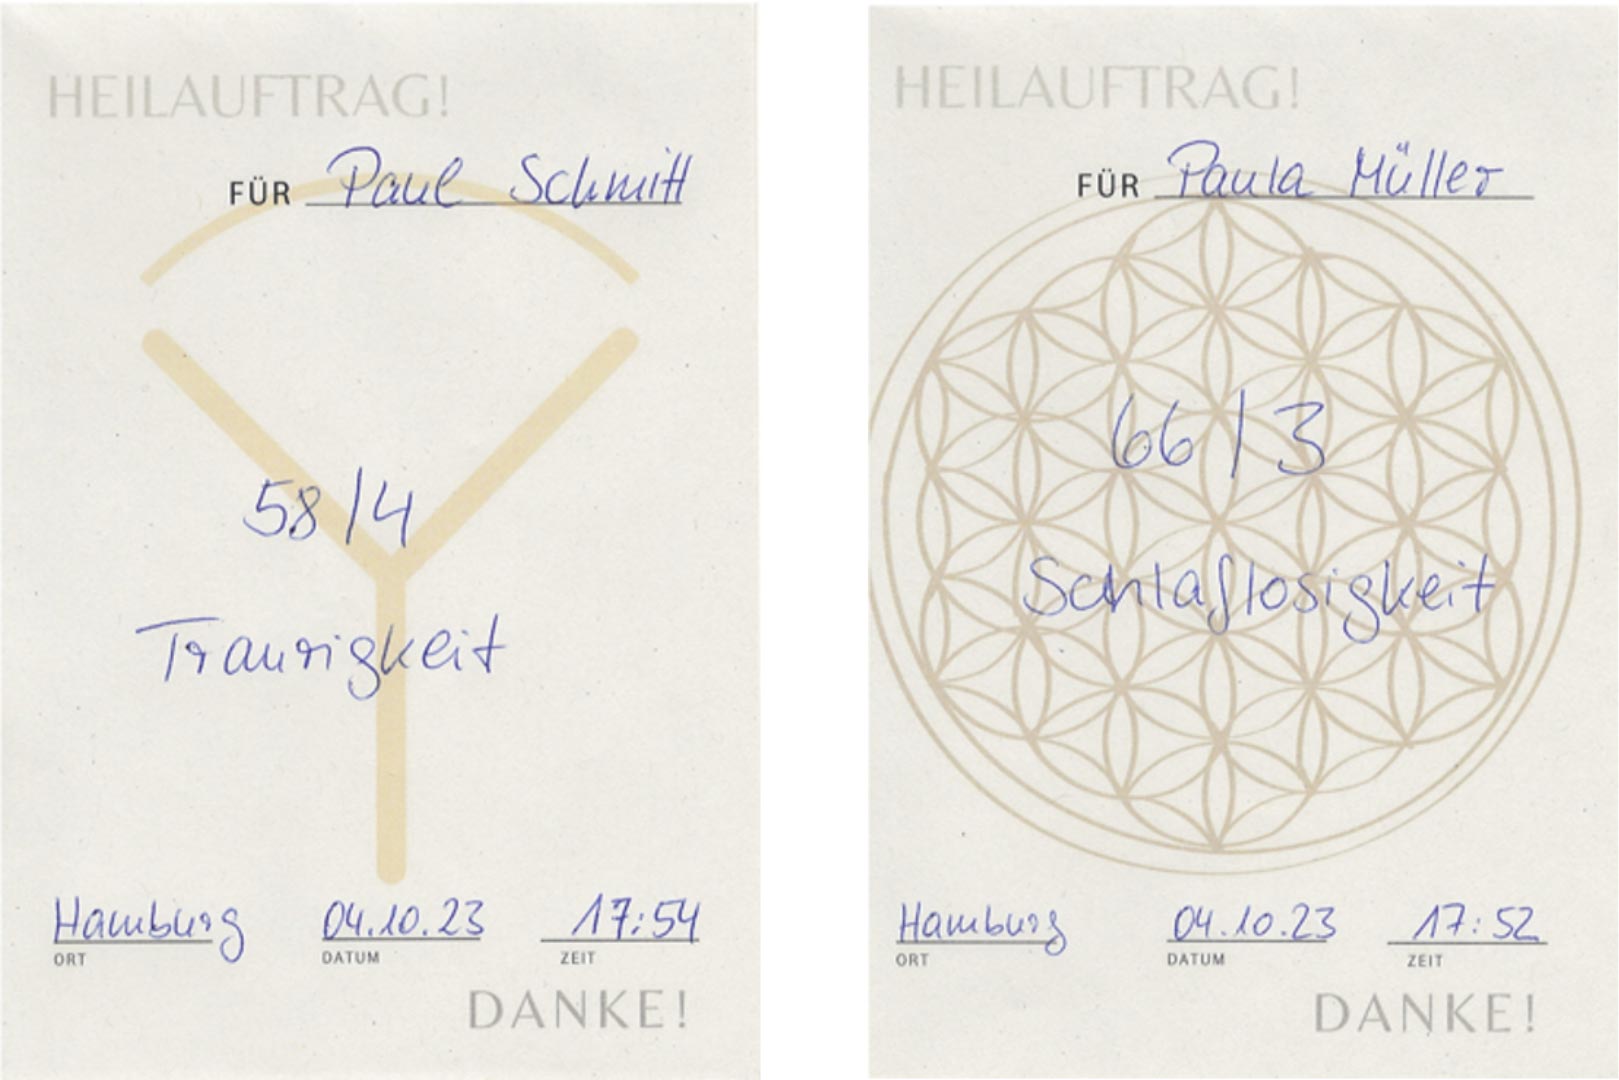 HEILAUFTRAG!
FÜR Paul Schmitt
58/4
Traurigkeit
Hamburg 04.10.23 17:54
ORT DATUM ZEIT
DANKE!
HEILAUFTRAG!
FÜR Paula Müller
66/3
Schlaflosigkeit
Hamburg 04.10.23 17:52
ORT DATUM ZEIT
DANKE!